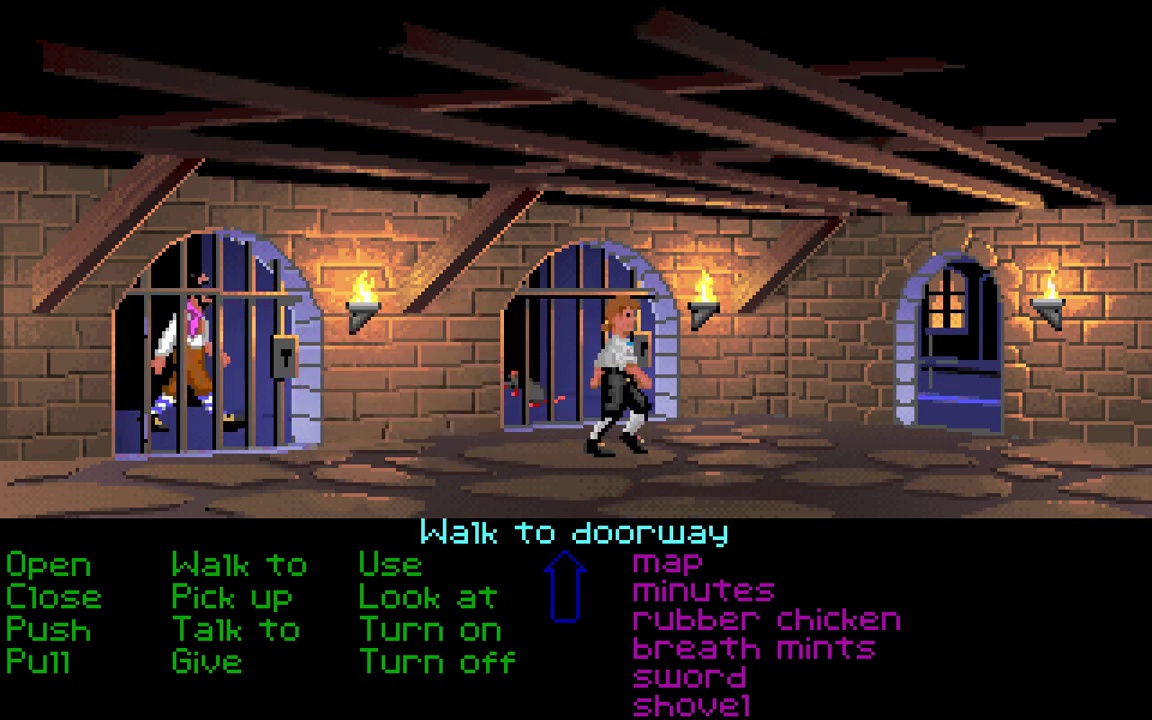 Walk to doorway
Open Walk to Use
Close Pick up Look at
Push Talk to Turn on
Pull Give Turn off
map
minutes
rubber chicken
breath mints
sword
shovel